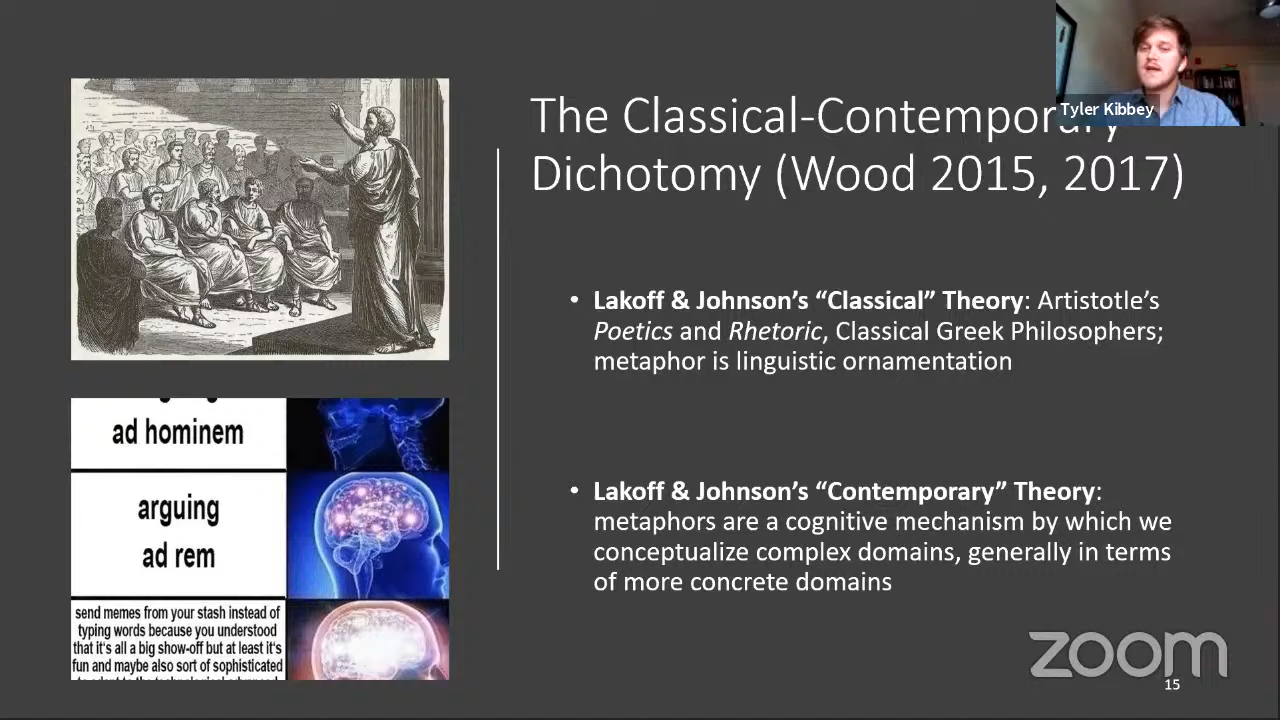 The Classical-Contemporary
Dichotomy (Wood 2015, 2017)
Tyler Kibbey
• Lakoff & Johnson's “Classical” Theory: Artistotle's
Poetics and Rhetoric, Classical Greek Philosophers;
metaphor is linguistic ornamentation
• Lakoff & Johnson's “Contemporary” Theory:
metaphors are a cognitive mechanism by which we
conceptualize complex domains, generally in terms
of more concrete domains
ad hominem
arguing
ad rem
send memes from your stash instead of
typing words because you understood
that it's all a big show-off but at least it's
fun and maybe also sort of sophisticated
zoom
15